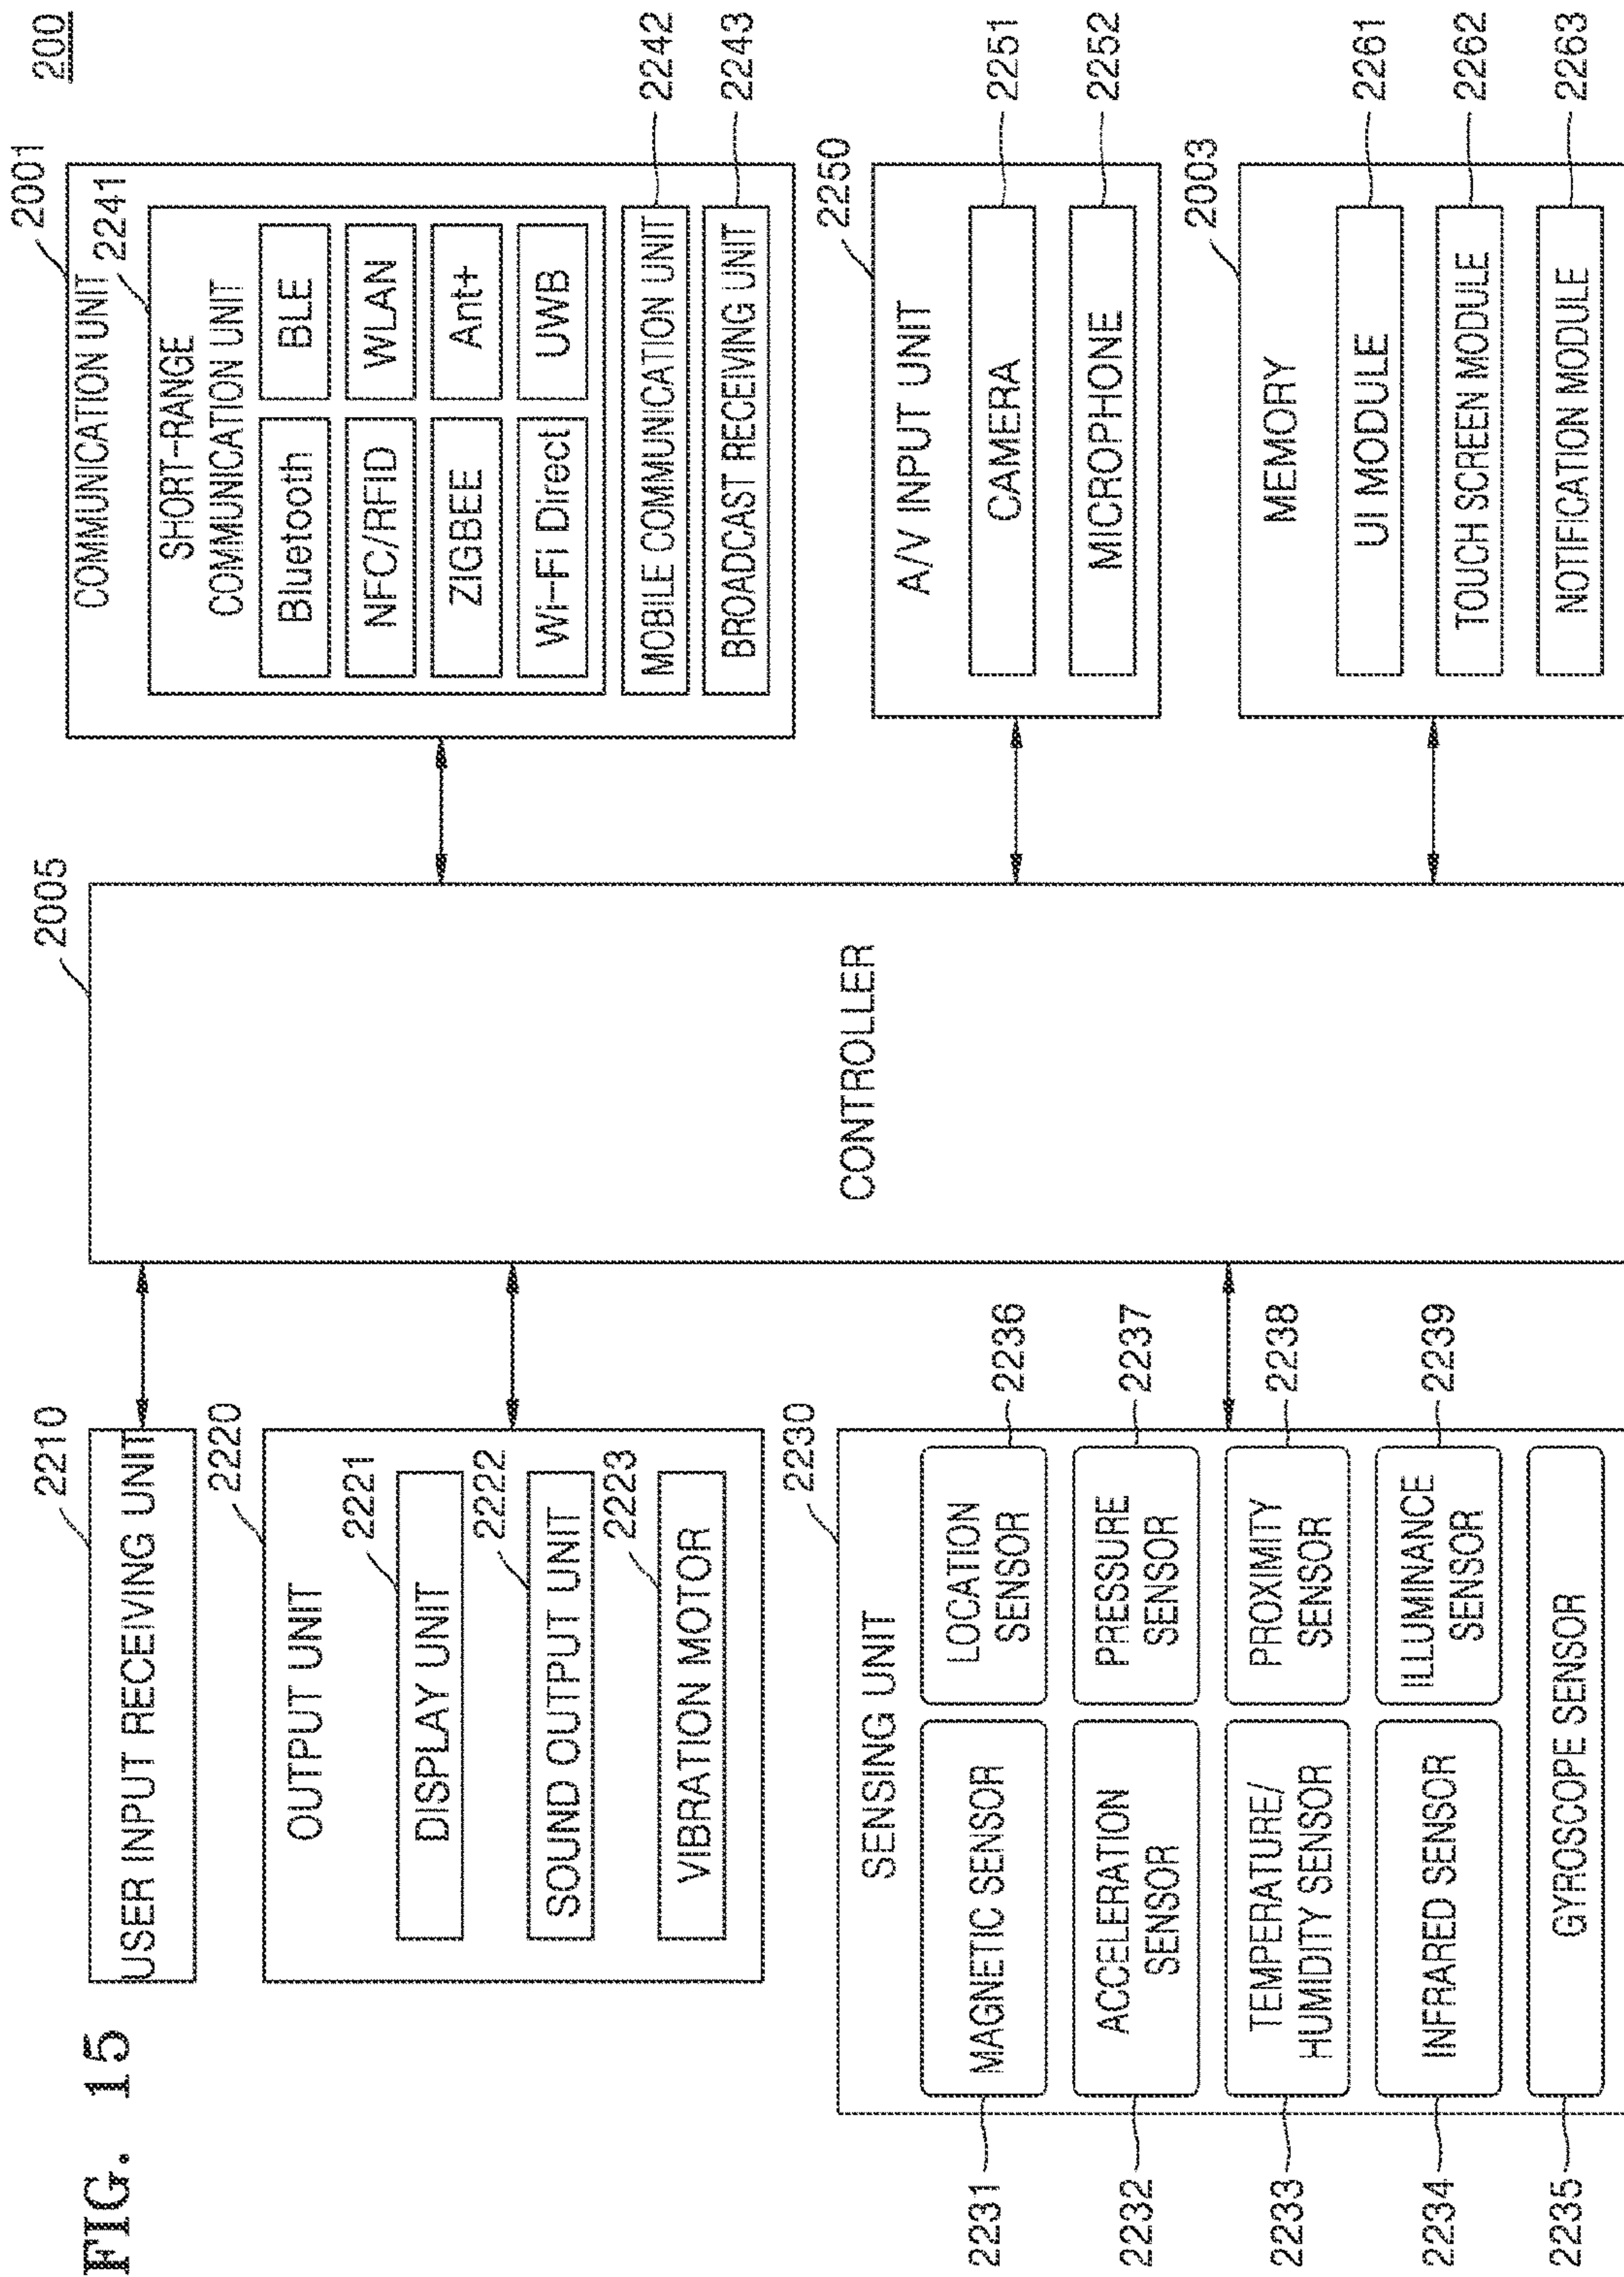 FIG. 15
200
2210
USER INPUT RECEIVING UNIT
2220
OUTPUT UNIT
2221
DISPLAY UNIT
2222
SOUND OUTPUT UNIT
2223
VIBRATION MOTOR
2230
SENSING UNIT
2231
MAGNETIC SENSOR
LOCATION
SENSOR
2236
2232
ACCELERATION
SENSOR
PRESSURE
SENSOR
2237
2233
TEMPERATURE/
HUMIDITY SENSOR
PROXIMITY
SENSOR
2238
2234
INFRARED SENSOR
ILLUMINANCE
SENSOR
2239
2235
GYROSCOPE SENSOR
2005
CONTROLLER
2001
COMMUNICATION UNIT
2241
SHORT-RANGE
COMMUNICATION UNIT
Bluetooth
BLE
NFC/RFID
WLAN
ZIGBEE
Ant+
Wi-Fi Direct
UWB
MOBILE COMMUNICATION UNIT
2242
BROADCAST RECEIVING UNIT
2243
2250
A/V INPUT UNIT
CAMERA
2251
MICROPHONE
2252
2003
MEMORY
UI MODULE
2261
TOUCH SCREEN MODULE
2262
NOTIFICATION MODULE
2263